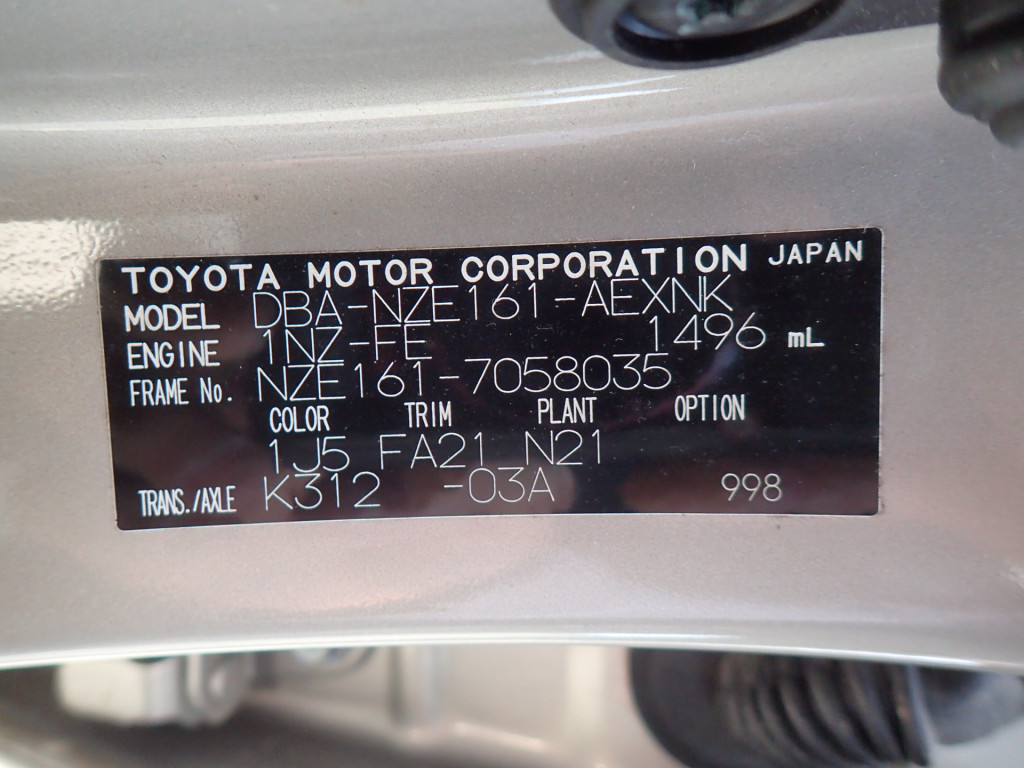 TOYOTA MOTOR CORPORATION JAPAN
MODEL DBA-NZE161-AEXNK
ENGINE 1NZ-FE 1496 mL
FRAME No. NZE161-7058035
COLOR TRIM PLANT OPTION
1J5 FA21 N21
TRANS./AXLE K312 -03A 998